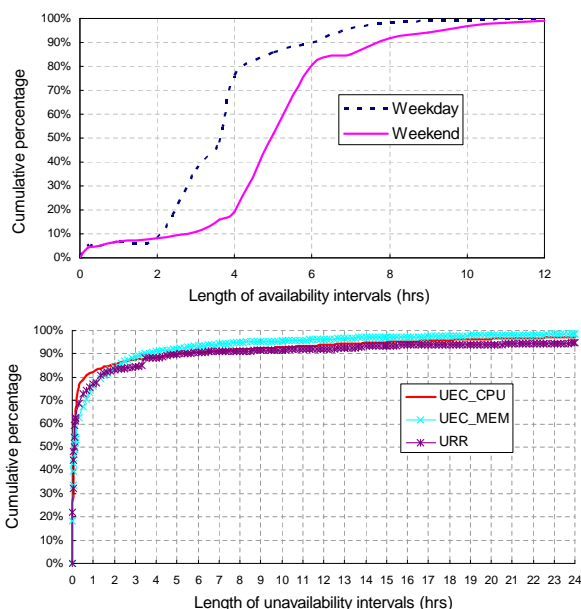 100%
90%
80%
70%
60%
50%
40%
30%
20%
10%
0%
Cumulative percentage
Weekday
Weekend
0 2 4 6 8 10 12
Length of availability intervals (hrs)
100%
90%
80%
70%
60%
50%
40%
30%
20%
10%
0%
Cumulative percentage
UEC_CPU
UEC_MEM
URR
0 1 2 3 4 5 6 7 8 9 10 11 12 13 14 15 16 17 18 19 20 21 22 23 24
Length of unavailability intervals (hrs)